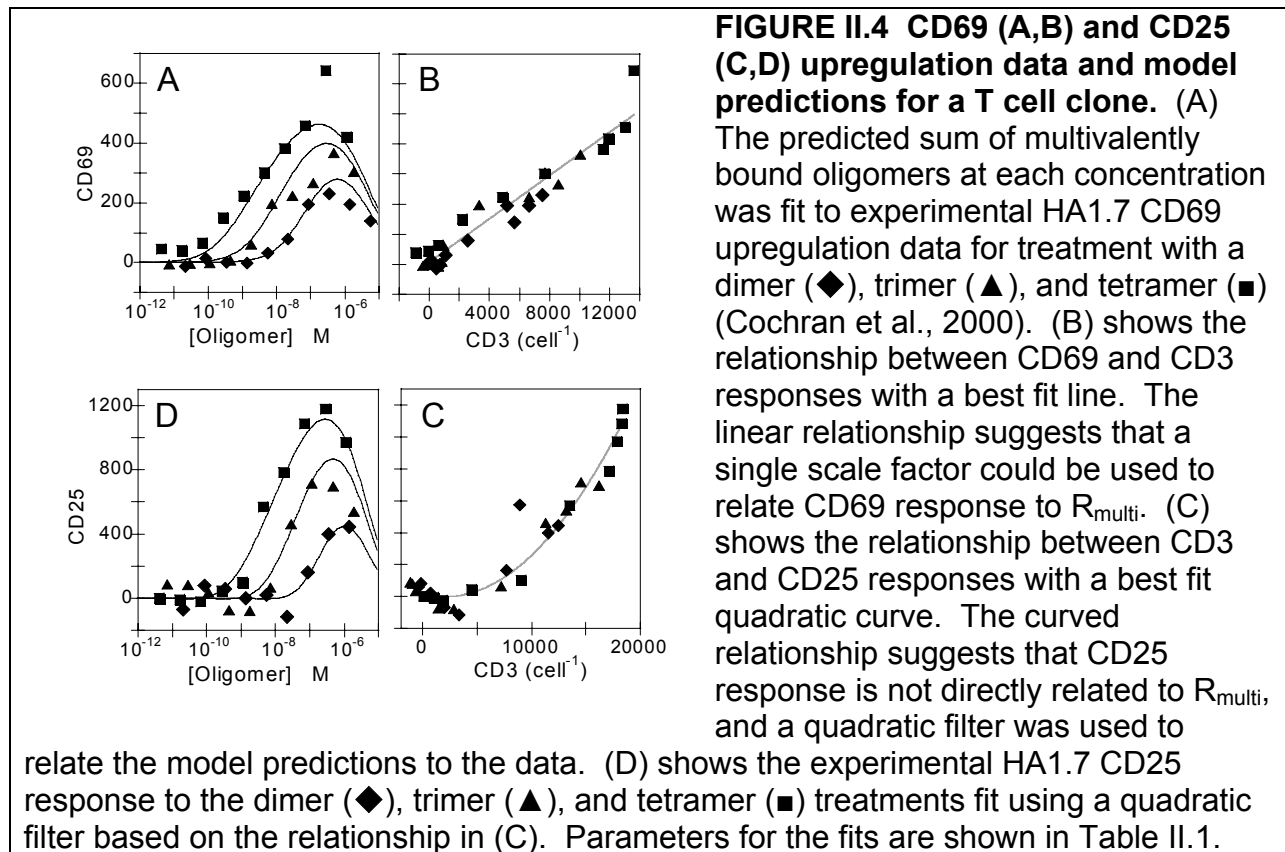 A
B
600
400
200
0
CD69
10-12
10-10
10-8
10-6
[Oligomer] M
0 4000 8000 12000
CD3 (cell-1)
D
C
1200
800
400
0
CD25
10-12
10-10
10-8
10-6
[Oligomer] M
0 10000 20000
CD3 (cell-1)
FIGURE II.4 CD69 (A,B) and CD25
(C,D) upregulation data and model
predictions for a T cell clone. (A)
The predicted sum of multivalently
bound oligomers at each concentration
was fit to experimental HA1.7 CD69
upregulation data for treatment with a
dimer (◆), trimer (▲), and tetramer (■)
(Cochran et al., 2000). (B) shows the
relationship between CD69 and CD3
responses with a best fit line. The
linear relationship suggests that a
single scale factor could be used to
relate CD69 response to Rmulti. (C)
shows the relationship between CD3
and CD25 responses with a best fit
quadratic curve. The curved
relationship suggests that CD25
response is not directly related to Rmulti,
and a quadratic filter was used to
relate the model predictions to the data. (D) shows the experimental HA1.7 CD25
response to the dimer (◆), trimer (▲), and tetramer (■) treatments fit using a quadratic
filter based on the relationship in (C). Parameters for the fits are shown in Table II.1.